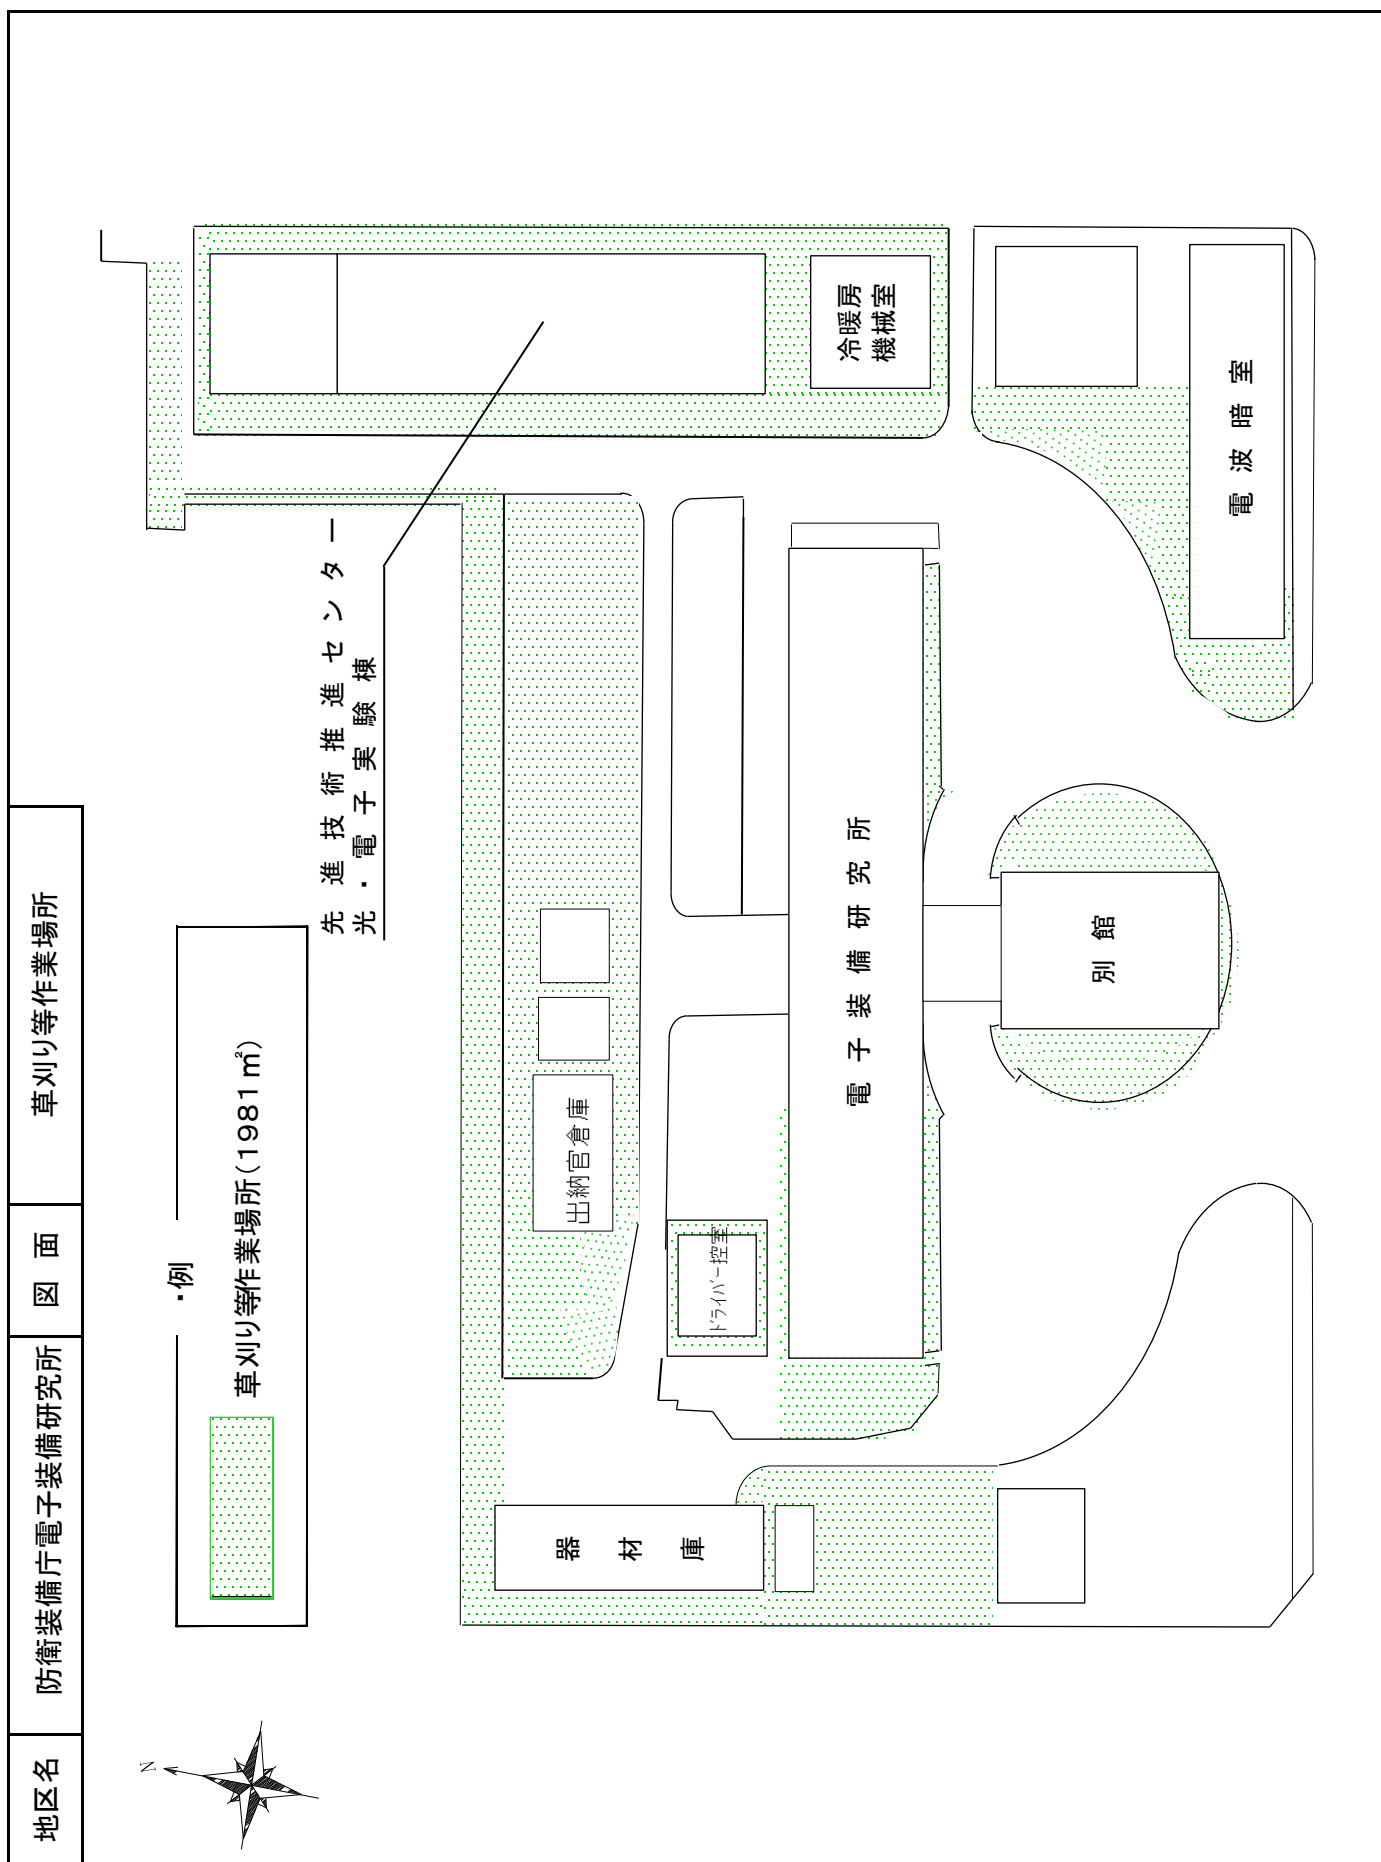 地区名
防衛装備庁電子装備研究所
図面
草刈り等作業場所
N
・例
草刈り等作業場所(1981㎡)
先進技術推進センター
光・電子実験棟
冷暖房
機械室
電波暗室
電子装備研究所
別館
出納官倉庫
ドライバー控室
器材庫